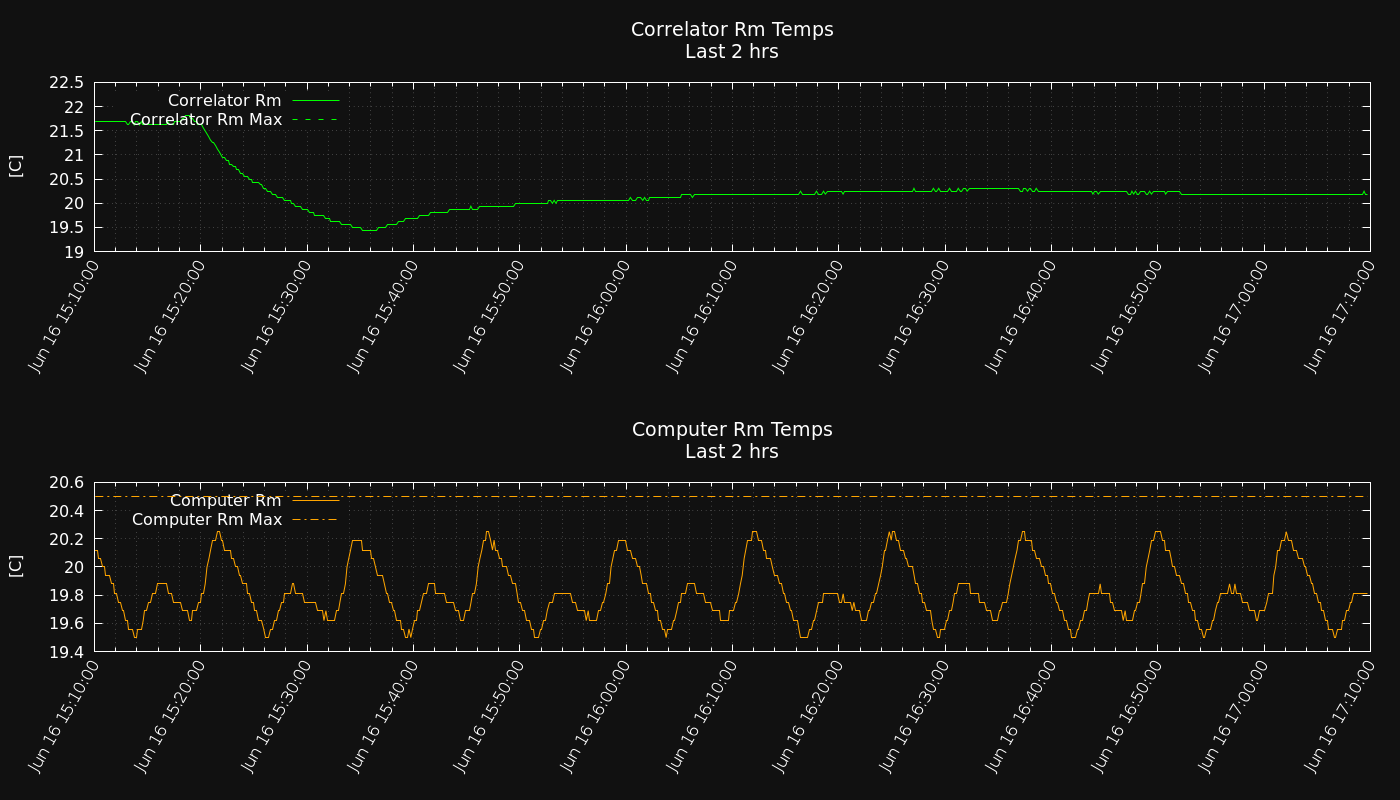 Correlator Rm Temps
Last 2 hrs
[C]
22.5
22
21.5
21
20.5
20
19.5
19
Correlator Rm
Correlator Rm Max
Jun 16 15:10:00
Jun 16 15:20:00
Jun 16 15:30:00
Jun 16 15:40:00
Jun 16 15:50:00
Jun 16 16:00:00
Jun 16 16:10:00
Jun 16 16:20:00
Jun 16 16:30:00
Jun 16 16:40:00
Jun 16 16:50:00
Jun 16 17:00:00
Jun 16 17:10:00
Computer Rm Temps
Last 2 hrs
[C]
20.6
20.4
20.2
20
19.8
19.6
19.4
Computer Rm
Computer Rm Max
Jun 16 15:10:00
Jun 16 15:20:00
Jun 16 15:30:00
Jun 16 15:40:00
Jun 16 15:50:00
Jun 16 16:00:00
Jun 16 16:10:00
Jun 16 16:20:00
Jun 16 16:30:00
Jun 16 16:40:00
Jun 16 16:50:00
Jun 16 17:00:00
Jun 16 17:10:00